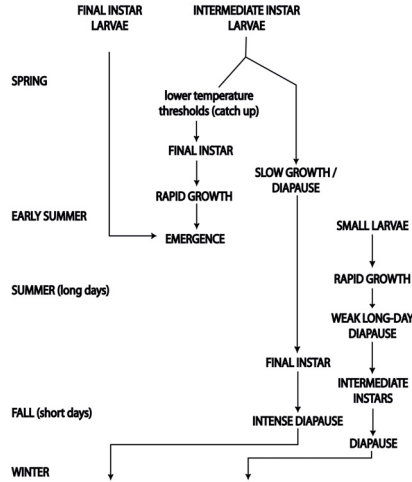 FINAL INSTAR
LARVAE
INTERMEDIATE INSTAR
LARVAE
SPRING
lower temperature
thresholds (catch up)
FINAL INSTAR
SLOW GROWTH /
DIAPAUSE
RAPID GROWTH
EARLY SUMMER
SMALL LARVAE
EMERGENCE
RAPID GROWTH
SUMMER (long days)
WEAK LONG-DAY
DIAPAUSE
FINAL INSTAR
INTERMEDIATE
INSTARS
FALL (short days)
INTENSE DIAPAUSE
DIAPAUSE
WINTER